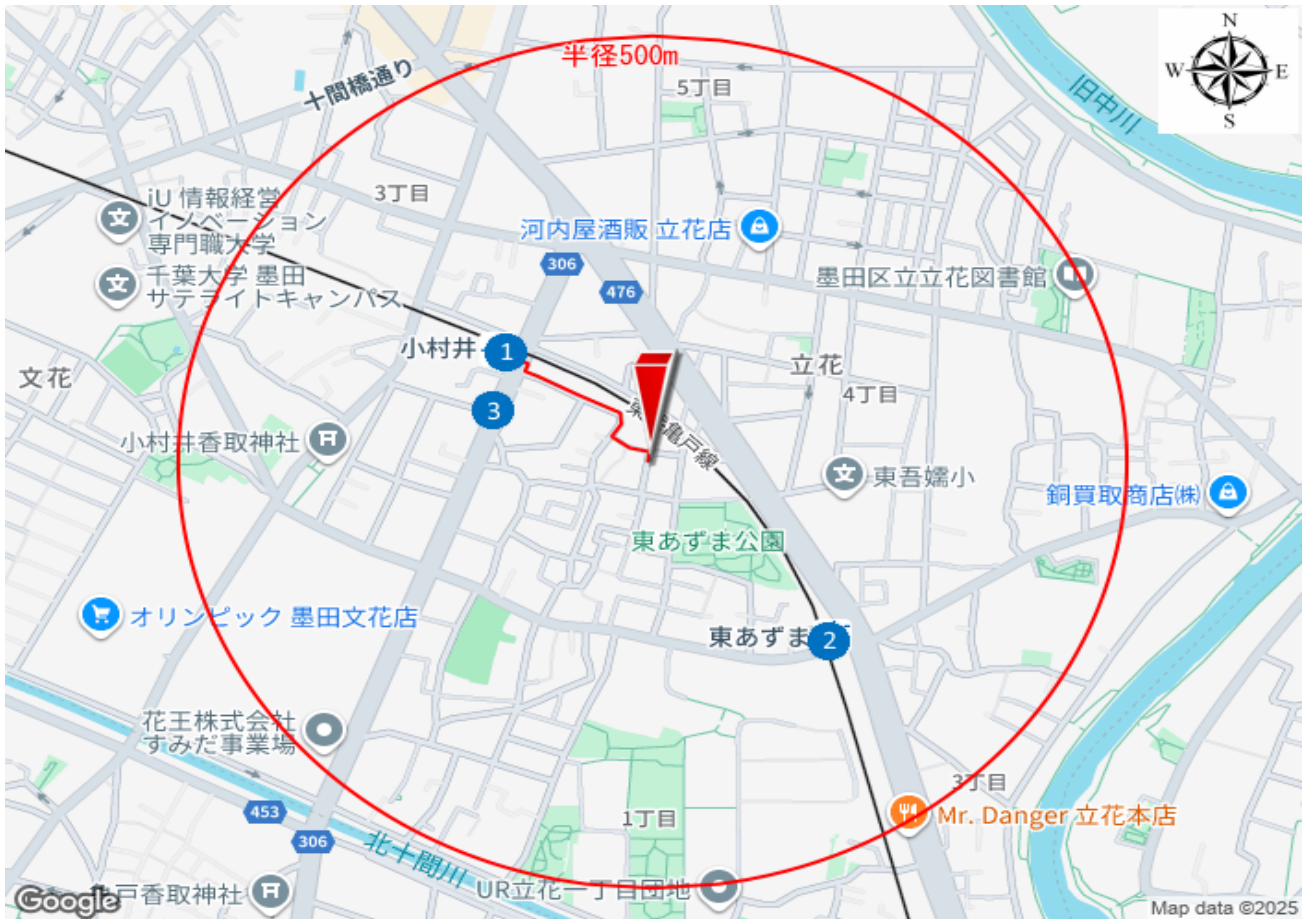 半径500m
N
W
E
S
十間橋通り
5丁目
旧中川
iU 情報経営
イノベーション
専門職大学
3丁目
河内屋酒販 立花店
306
476
千葉大学 墨田
サテライトキャンパス
墨田区立立花図書館
小村井
1
立花
文花
4丁目
3
亀戸線
小村井香取神社
東吾嬬小
銅買取商店㈱
東あずま公園
オリンピック 墨田文花店
東あずま
2
花王株式会社
すみだ事業場
3丁目
453
1丁目
Mr. Danger 立花本店
306
北十間川
戸香取神社
UR立花一丁目団地
Google
Map data ©2025